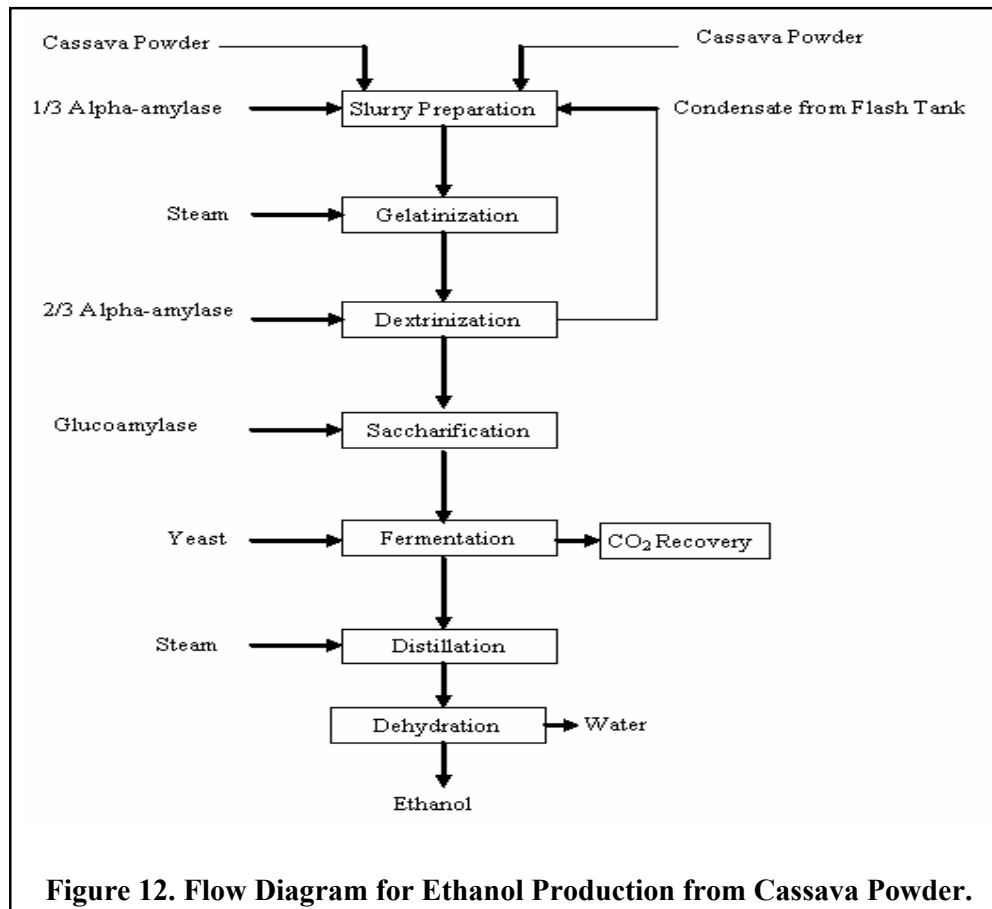 Cassava Powder
Cassava Powder
1/3 Alpha-amylase
Slurry Preparation
Condensate from Flash Tank
Steam
Gelatinization
2/3 Alpha-amylase
Dextrinization
Glucoamylase
Saccharification
Yeast
Fermentation
CO₂ Recovery
Steam
Distillation
Dehydration
Water
Ethanol
Figure 12. Flow Diagram for Ethanol Production from Cassava Powder.